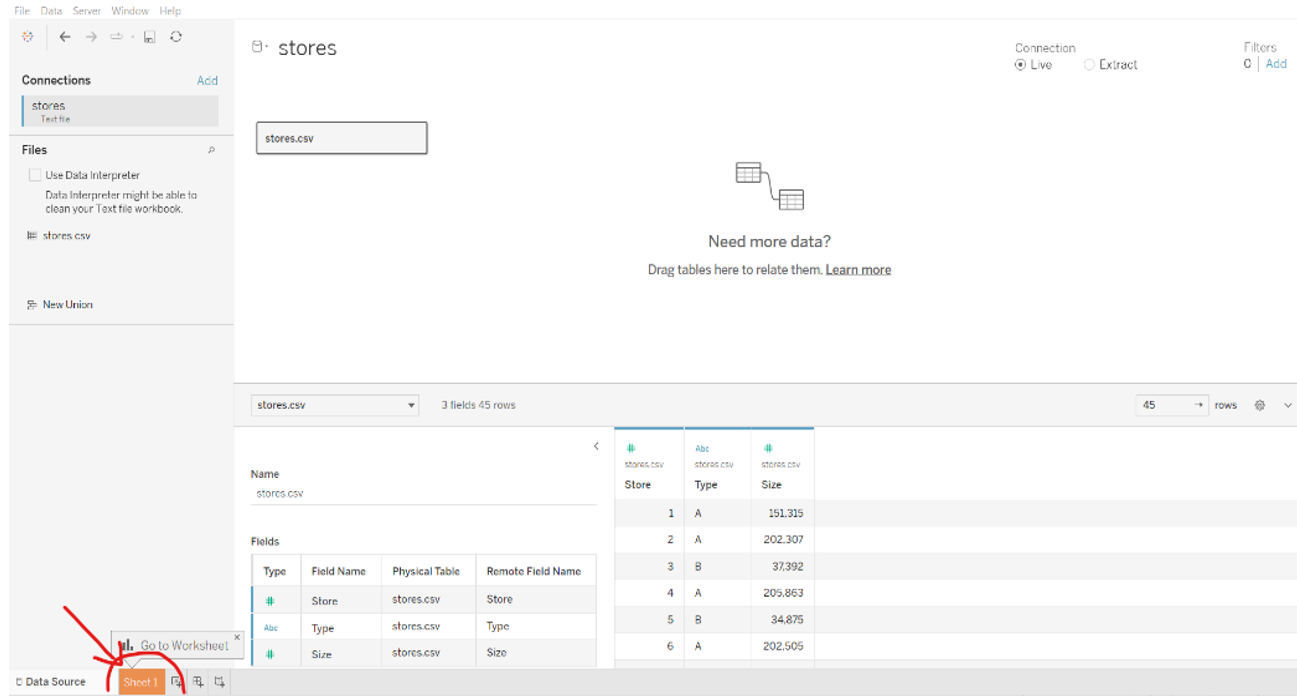 File Data Server Window Help
stores
Connection
Live Extract
Filters
0 Add
Connections Add
stores
Text file
Files
Use Data Interpreter
Data Interpreter might be able to
clean your Text file workbook.
stores.csv
New Union
stores.csv
Need more data?
Drag tables here to relate them. Learn more
stores.csv 3 fields 45 rows 45 rows
Name
stores.csv
Fields
Type Field Name Physical Table Remote Field Name
# Store stores.csv Store
Abc Type stores.csv Type
# Size stores.csv Size
# Abc #
stores.csv stores.csv stores.csv
Store Type Size
1 A 151,315
2 A 202,307
3 B 37,392
4 A 205,863
5 B 34,875
6 A 202,505
Go to Worksheet ×
Data Source Sheet 1